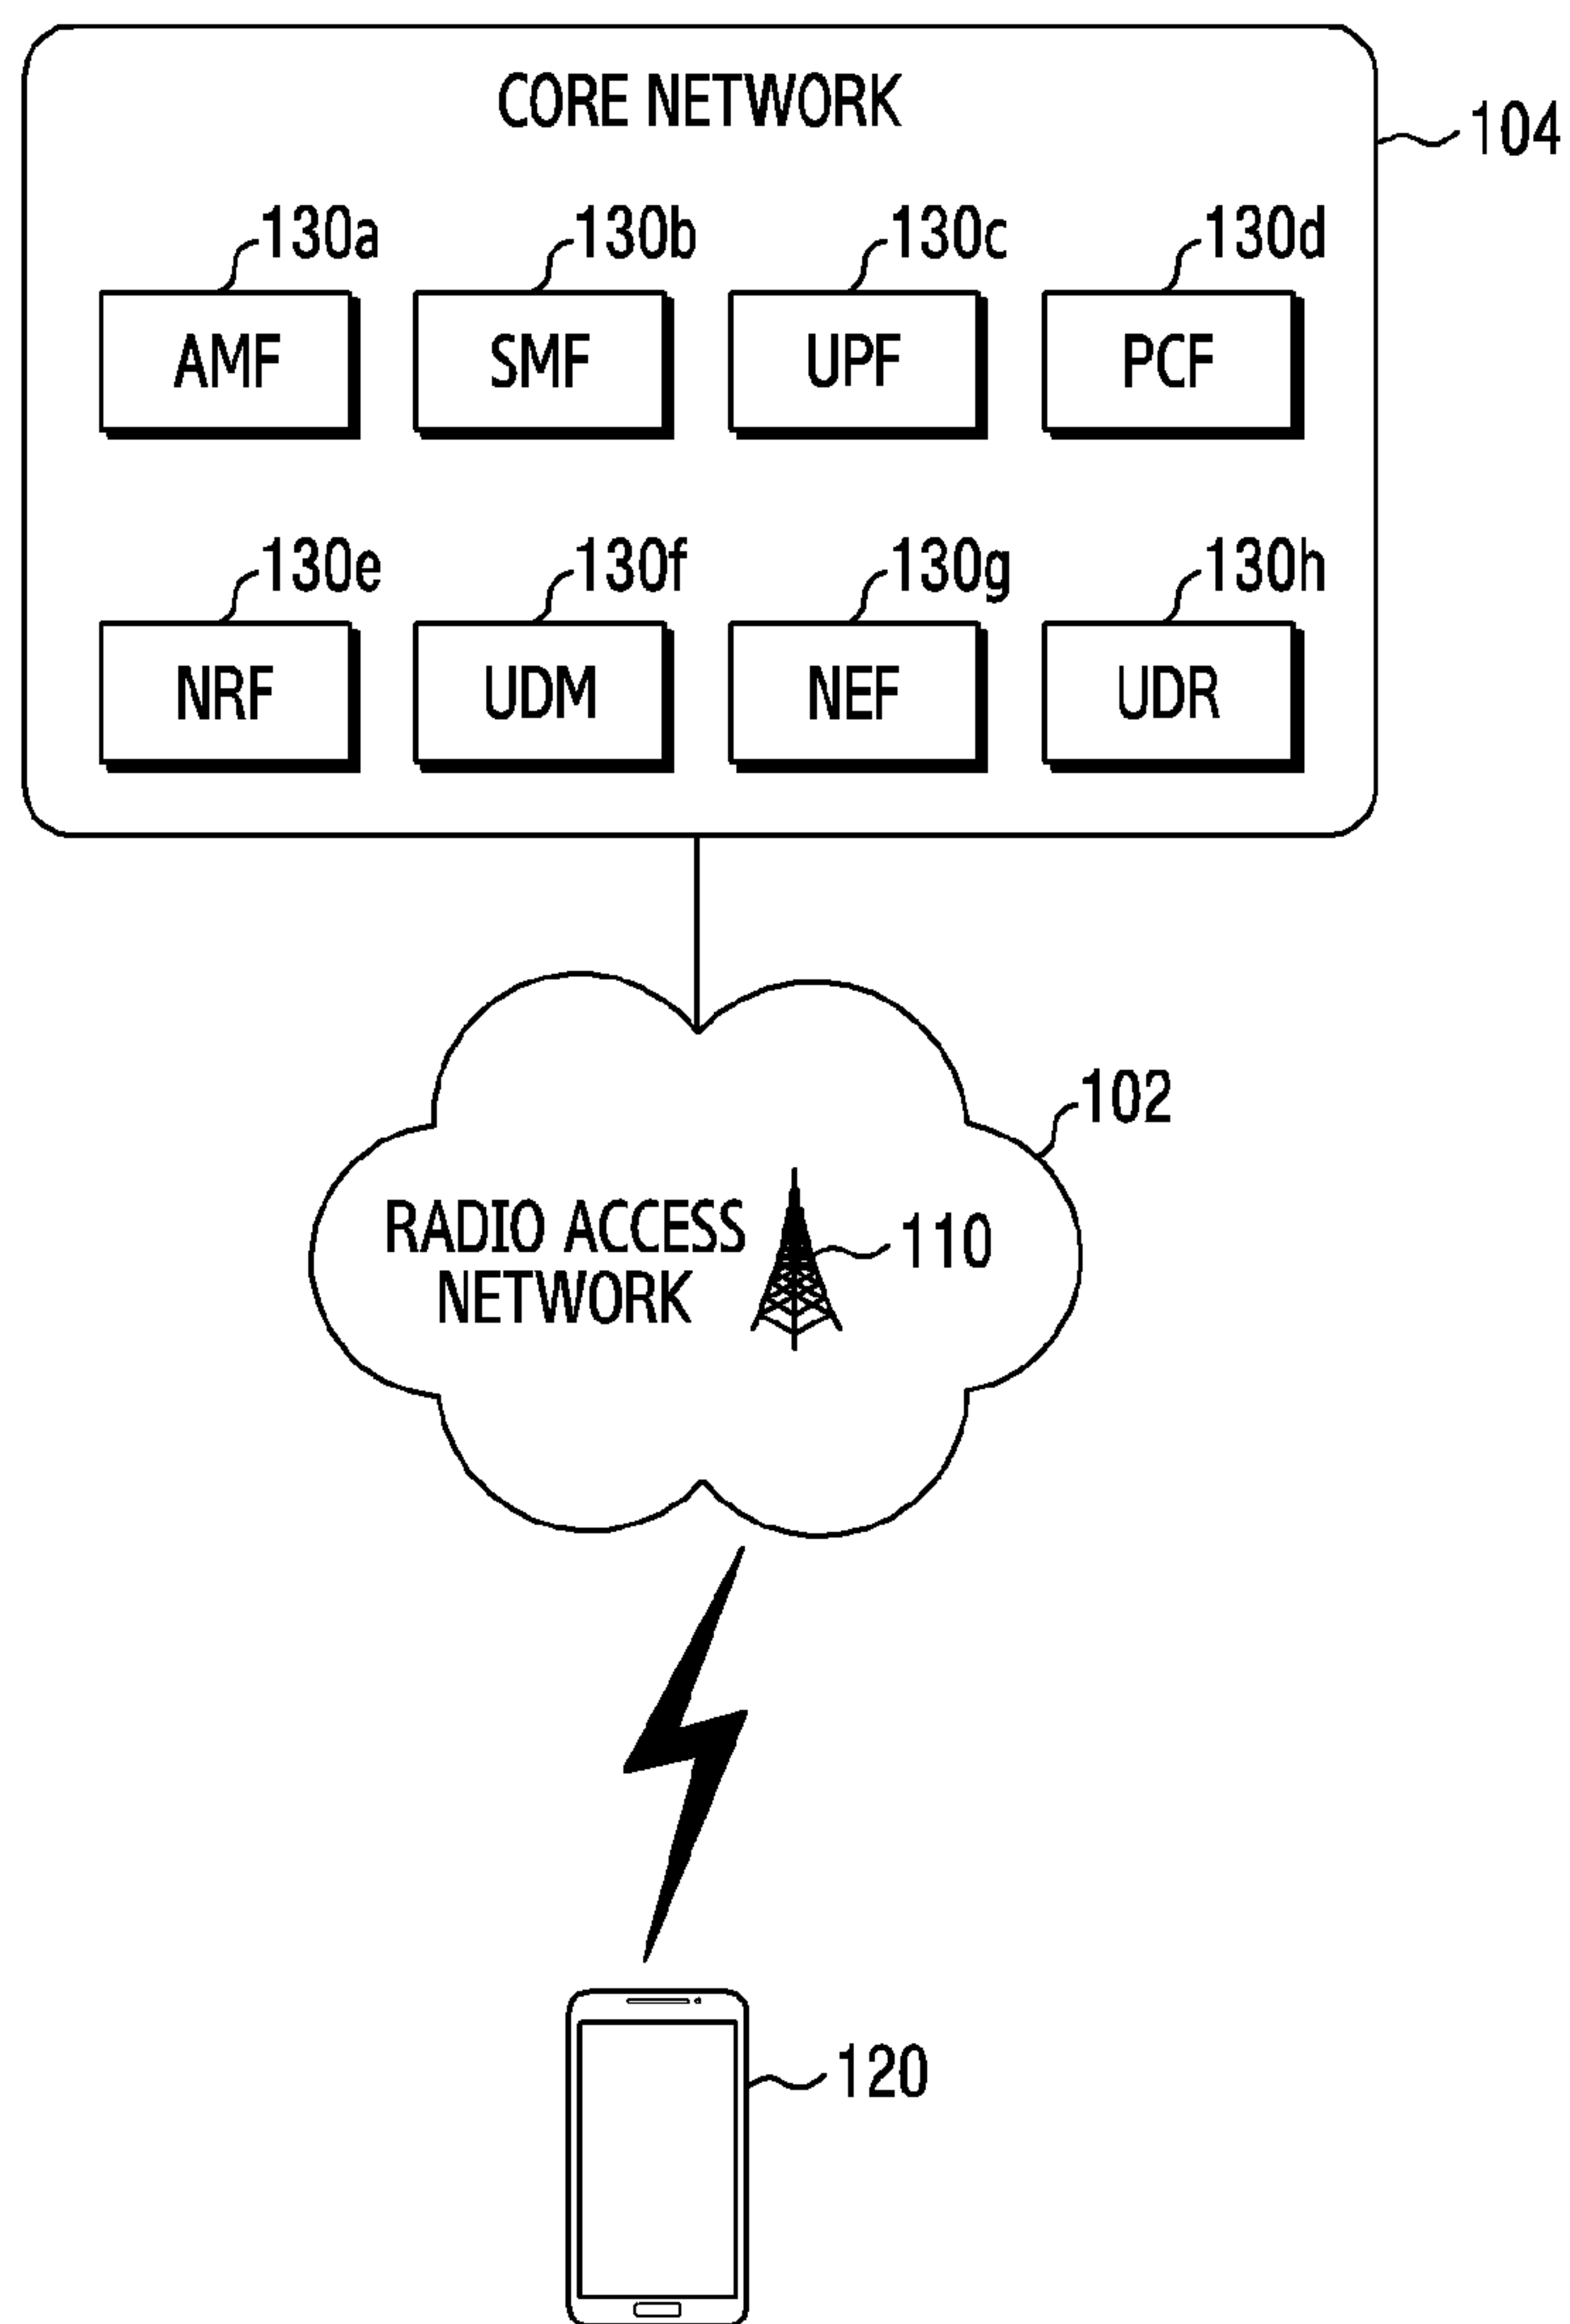 CORE NETWORK
104
130a 130b 130c 130d
AMF SMF UPF PCF
130e 130f 130g 130h
NRF UDM NEF UDR
102
RADIO ACCESS
NETWORK
110
120